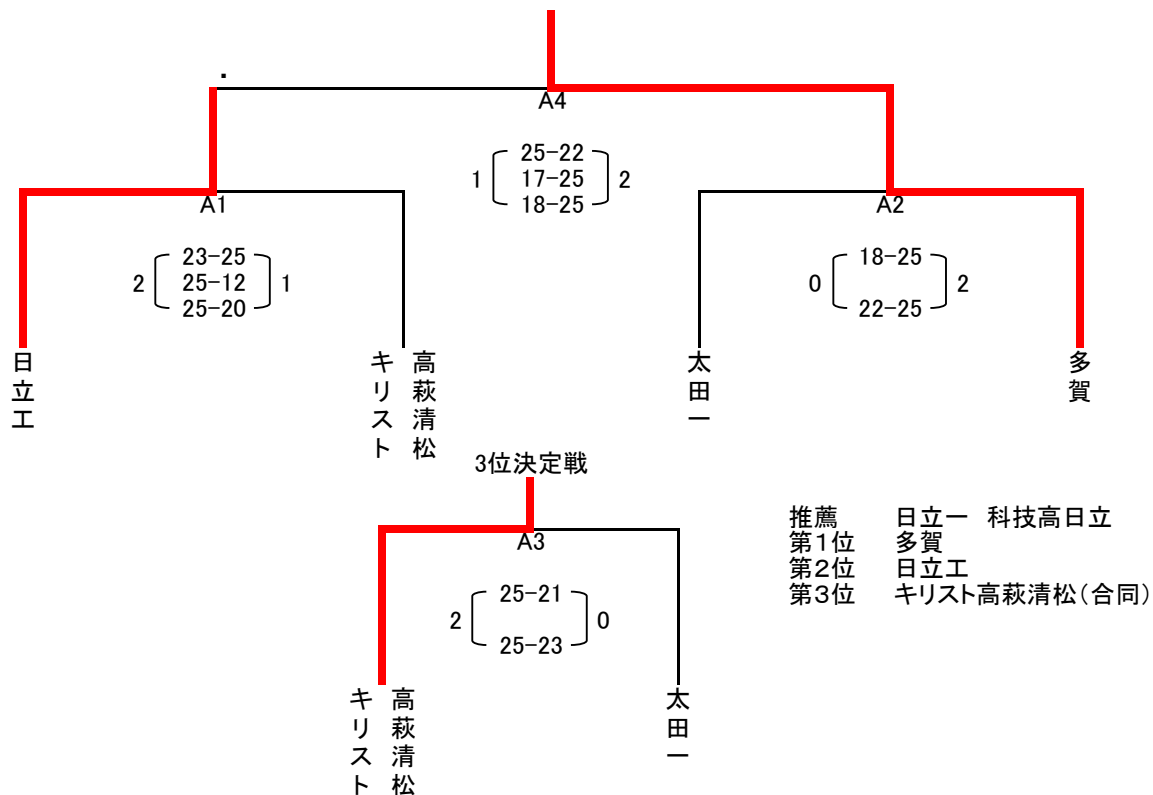 A4
25-22
1 17-25 2
18-25
A1
A2
23-25
2 25-12 1
25-20
18-25
0 2
22-25
日立工
高萩清松
キリスト
太田一
多賀
3位決定戦
A3
25-21
2 0
25-23
高萩清松
キリスト
太田一
推薦 日立一 科技高日立
第1位 多賀
第2位 日立工
第3位 キリスト高萩清松(合同)